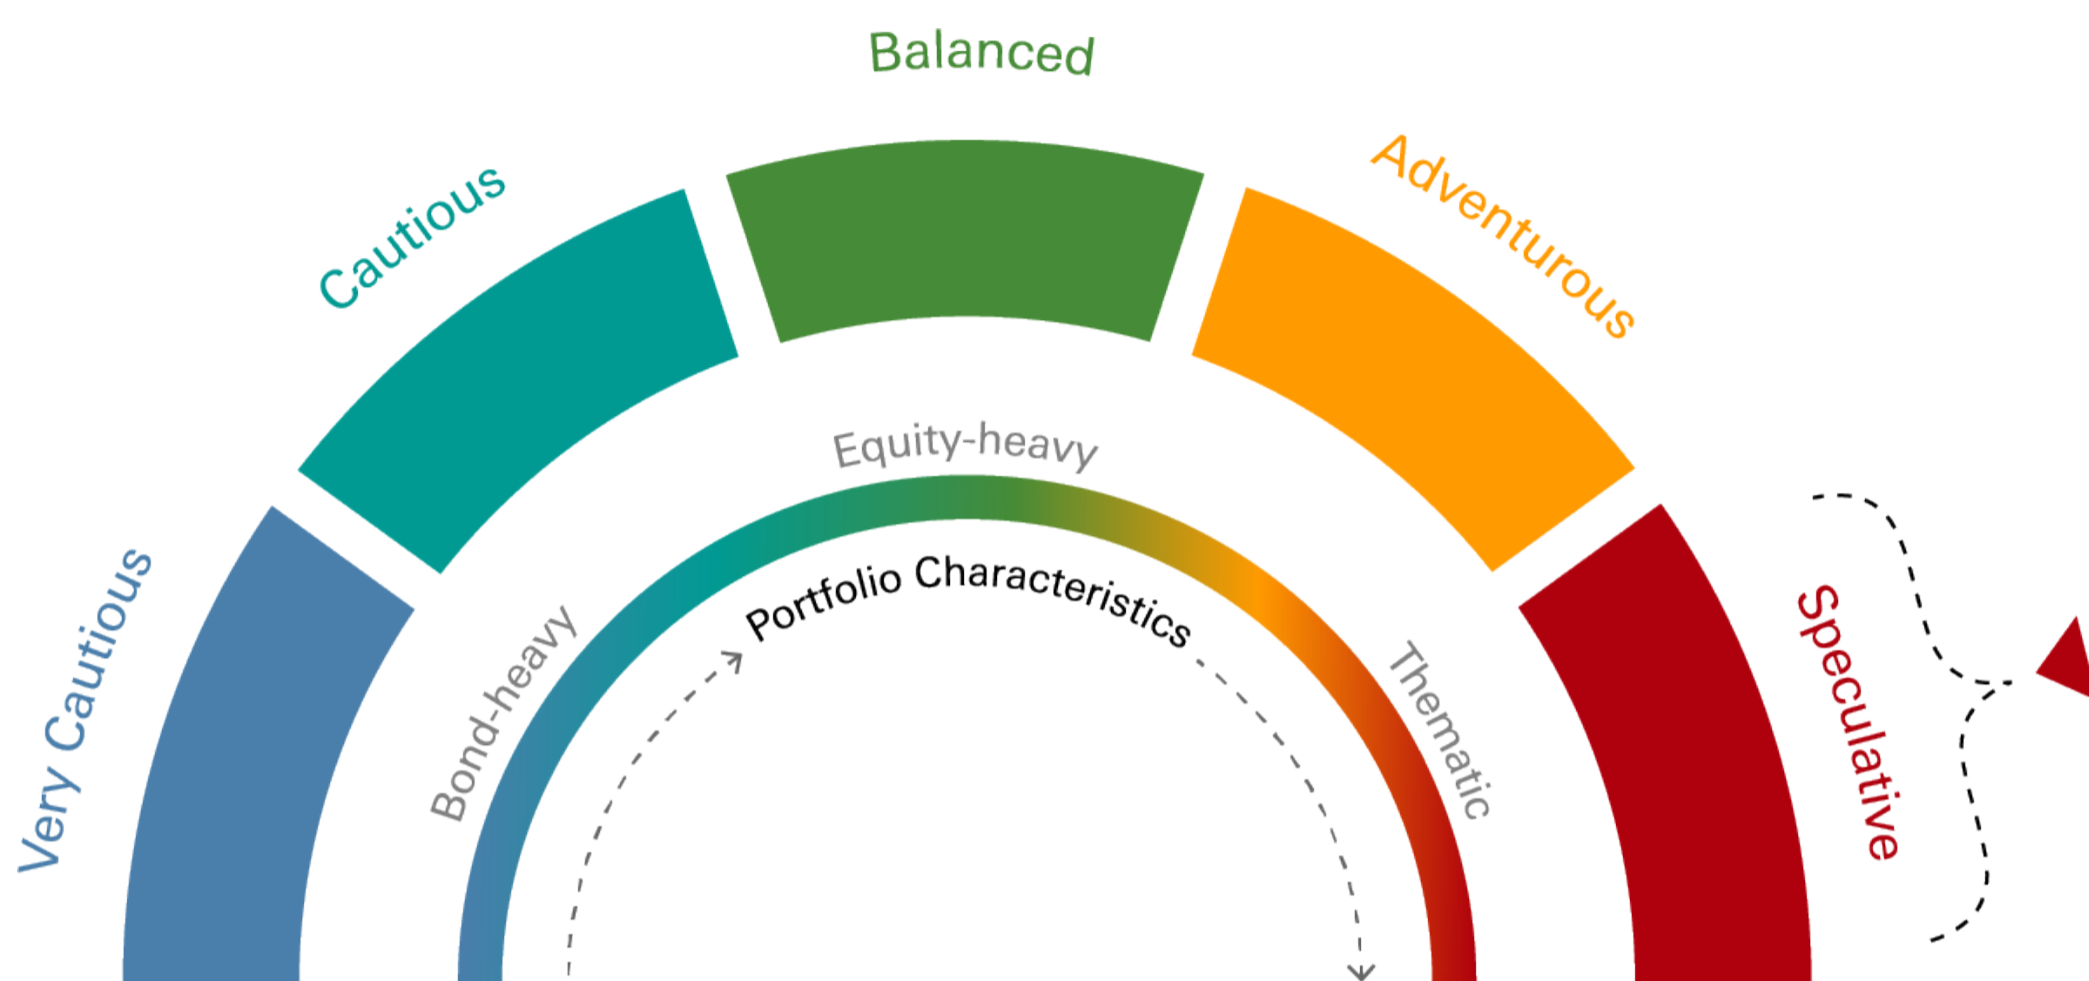 Balanced
Adventurous
Cautious
Equity-heavy
Very Cautious
Portfolio Characteristics
Bond-heavy
Thematic
Speculative